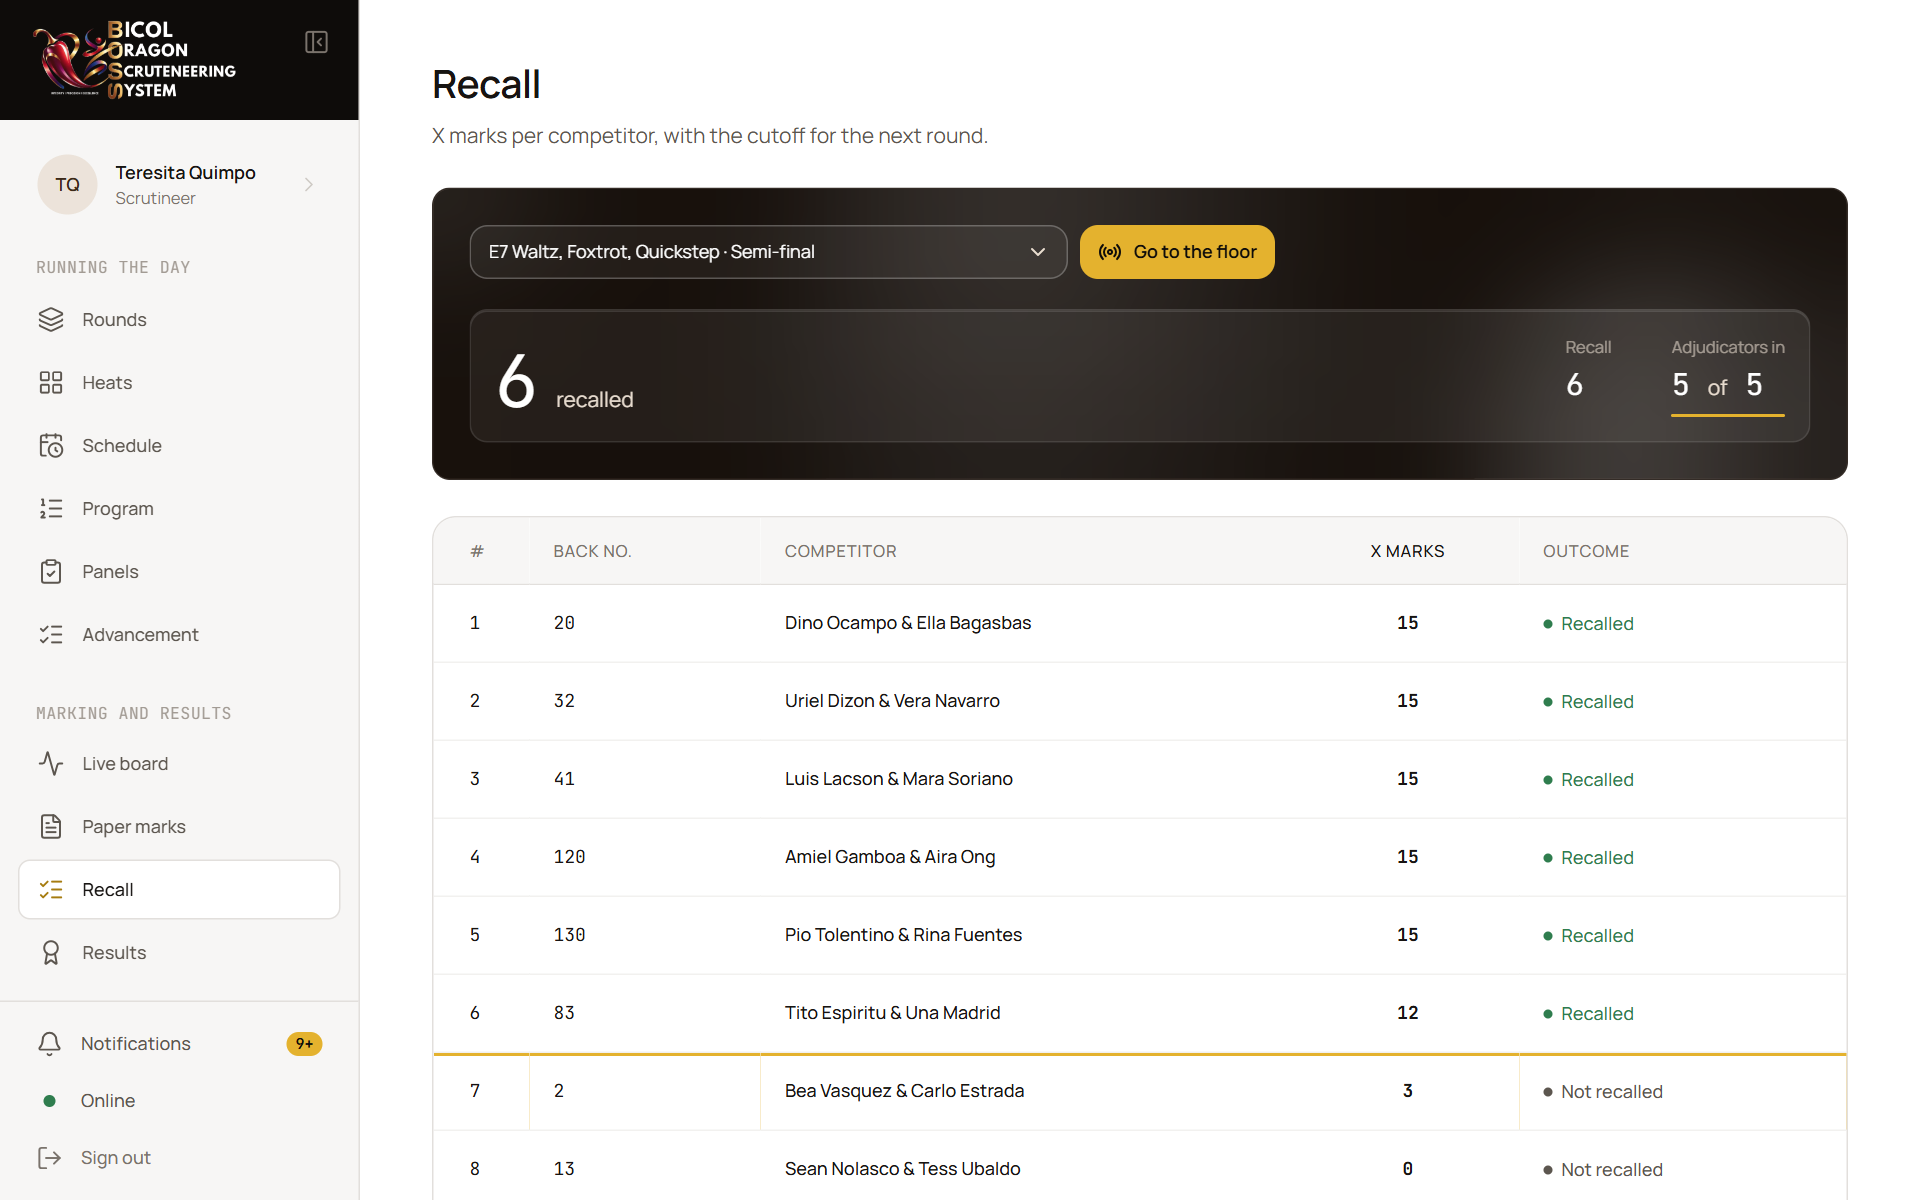 BICOL
DRAGON
SCRUTENEERING
SYSTEM
TQ
Teresita Quimpo
Scrutineer
RUNNING THE DAY
Rounds
Heats
Schedule
Program
Panels
Advancement
MARKING AND RESULTS
Live board
Paper marks
Recall
Results
Notifications 9+
Online
Sign out
Recall
X marks per competitor, with the cutoff for the next round.
E7 Waltz, Foxtrot, Quickstep · Semi-final
Go to the floor
6 recalled
Recall
6
Adjudicators in
5 of 5
# BACK NO. COMPETITOR X MARKS OUTCOME
1 20 Dino Ocampo & Ella Bagasbas 15 Recalled
2 32 Uriel Dizon & Vera Navarro 15 Recalled
3 41 Luis Lacson & Mara Soriano 15 Recalled
4 120 Amiel Gamboa & Aira Ong 15 Recalled
5 130 Pio Tolentino & Rina Fuentes 15 Recalled
6 83 Tito Espiritu & Una Madrid 12 Recalled
7 2 Bea Vasquez & Carlo Estrada 3 Not recalled
8 13 Sean Nolasco & Tess Ubaldo 0 Not recalled